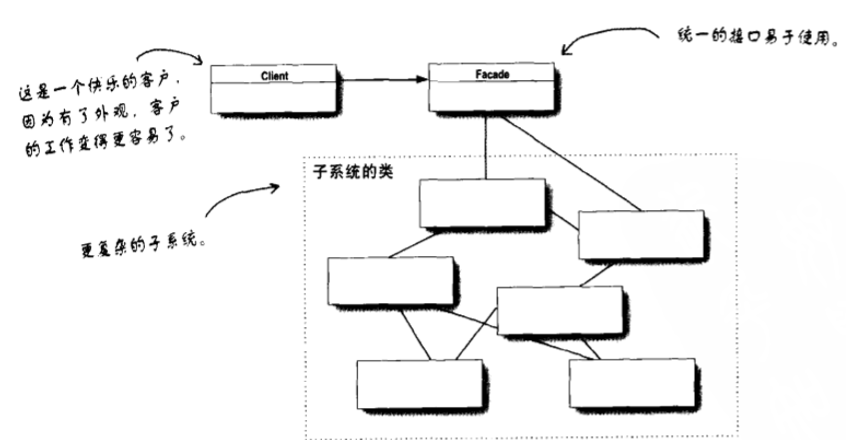 统一的接口易于使用。
Client
Facade
这是一个快乐的客户，
因为有了外观，客户
的工作变得更容易了。
子系统的类
更复杂的子系统。